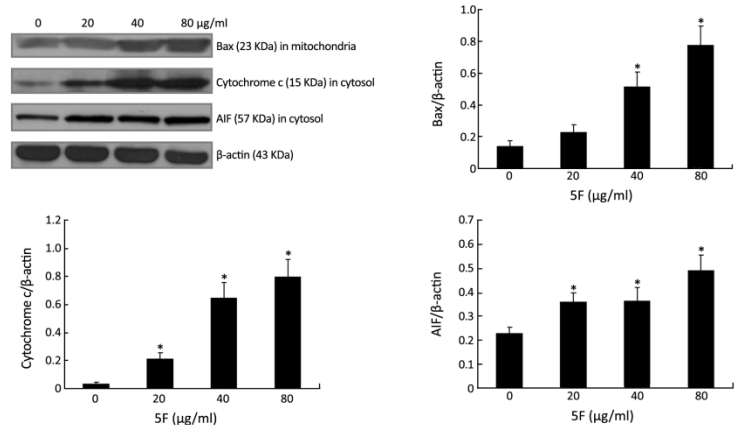 0 20 40 80 µg/ml
Bax (23 KDa) in mitochondria
Cytochrome c (15 KDa) in cytosol
AIF (57 KDa) in cytosol
β-actin (43 KDa)
Bax/β-actin
1.0
0.8
0.6
0.4
0.2
0
* *
0 20 40 80
5F (µg/ml)
Cytochrome c/β-actin
1.2
1.0
0.8
0.6
0.4
0.2
0
* * *
0 20 40 80
5F (µg/ml)
AIF/β-actin
0.7
0.6
0.5
0.4
0.3
0.2
0.1
0
* * *
0 20 40 80
5F (µg/ml)